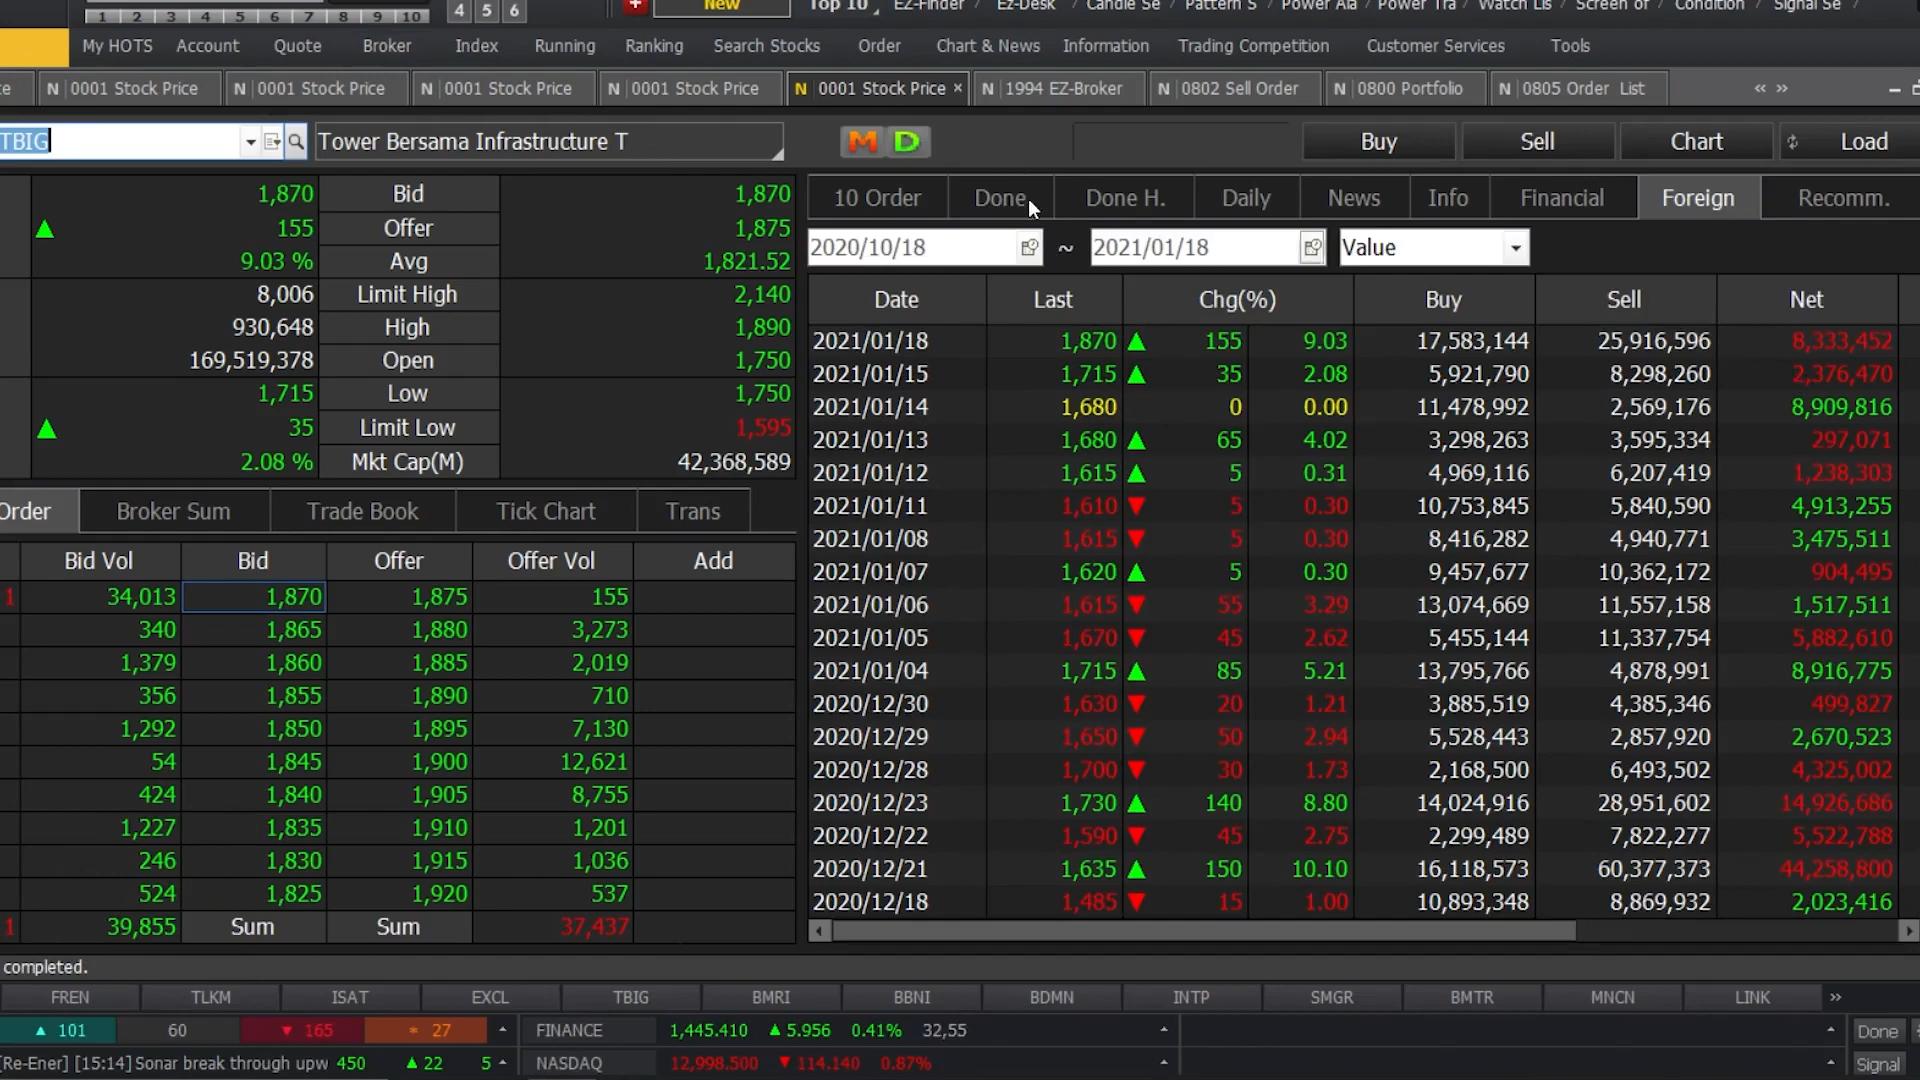 1 2 3 4 5 6 7 8 9 10 4 5 6 New Top 10 EZ-Finder / Ez-Desk / Candle Se / Pattern S / Power Ala / Power Tra / Watch Lis / Screen of / Condition / Signal Se /
My HOTS Account Quote Broker Index Running Ranking Search Stocks Order Chart & News Information Trading Competition Customer Services Tools
N 0001 Stock Price N 0001 Stock Price N 0001 Stock Price N 0001 Stock Price N 0001 Stock Price × N 1994 EZ-Broker N 0802 Sell Order N 0800 Portfolio N 0805 Order List « »
TBIG Tower Bersama Infrastructure T M D Buy Sell Chart Load
10 Order Done Done H. Daily News Info Financial Foreign Recomm.
2020/10/18 ~ 2021/01/18 Value
1,870 Bid 1,870
▲ 155 Offer 1,875
9.03 % Avg 1,821.52
8,006 Limit High 2,140
930,648 High 1,890
169,519,378 Open 1,750
1,715 Low 1,750
▲ 35 Limit Low 1,595
2.08 % Mkt Cap(M) 42,368,589
Order Broker Sum Trade Book Tick Chart Trans
Bid Vol Bid Offer Offer Vol Add
1 34,013 1,870 1,875 155
340 1,865 1,880 3,273
1,379 1,860 1,885 2,019
356 1,855 1,890 710
1,292 1,850 1,895 7,130
54 1,845 1,900 12,621
424 1,840 1,905 8,755
1,227 1,835 1,910 1,201
246 1,830 1,915 1,036
524 1,825 1,920 537
1 39,855 Sum Sum 37,437
Date Last Chg(%) Buy Sell Net
2021/01/18 1,870 ▲ 155 9.03 17,583,144 25,916,596 8,333,452
2021/01/15 1,715 ▲ 35 2.08 5,921,790 8,298,260 2,376,470
2021/01/14 1,680 0 0.00 11,478,992 2,569,176 8,909,816
2021/01/13 1,680 ▲ 65 4.02 3,298,263 3,595,334 297,071
2021/01/12 1,615 ▲ 5 0.31 4,969,116 6,207,419 1,238,303
2021/01/11 1,610 ▼ 5 0.30 10,753,845 5,840,590 4,913,255
2021/01/08 1,615 ▼ 5 0.30 8,416,282 4,940,771 3,475,511
2021/01/07 1,620 ▲ 5 0.30 9,457,677 10,362,172 904,495
2021/01/06 1,615 ▼ 55 3.29 13,074,669 11,557,158 1,517,511
2021/01/05 1,670 ▼ 45 2.62 5,455,144 11,337,754 5,882,610
2021/01/04 1,715 ▲ 85 5.21 13,795,766 4,878,991 8,916,775
2020/12/30 1,630 ▼ 20 1.21 3,885,519 4,385,346 499,827
2020/12/29 1,650 ▼ 50 2.94 5,528,443 2,857,920 2,670,523
2020/12/28 1,700 ▼ 30 1.73 2,168,500 6,493,502 4,325,002
2020/12/23 1,730 ▲ 140 8.80 14,024,916 28,951,602 14,926,686
2020/12/22 1,590 ▼ 45 2.75 2,299,489 7,822,277 5,522,788
2020/12/21 1,635 ▲ 150 10.10 16,118,573 60,377,373 44,258,800
2020/12/18 1,485 ▼ 15 1.00 10,893,348 8,869,932 2,023,416
completed.
FREN TLKM ISAT EXCL TBIG BMRI BBNI BDMN INTP SMGR BMTR MNCN LINK »
▲ 101 60 ▼ 165 * 27 FINANCE 1,445.410 ▲ 5.956 0.41% 32,55 Done
[Re-Ener] [15:14] Sonar break through upw 450 ▲ 22 5 NASDAQ 12,998.500 ▼ 114.140 0.87% Signal